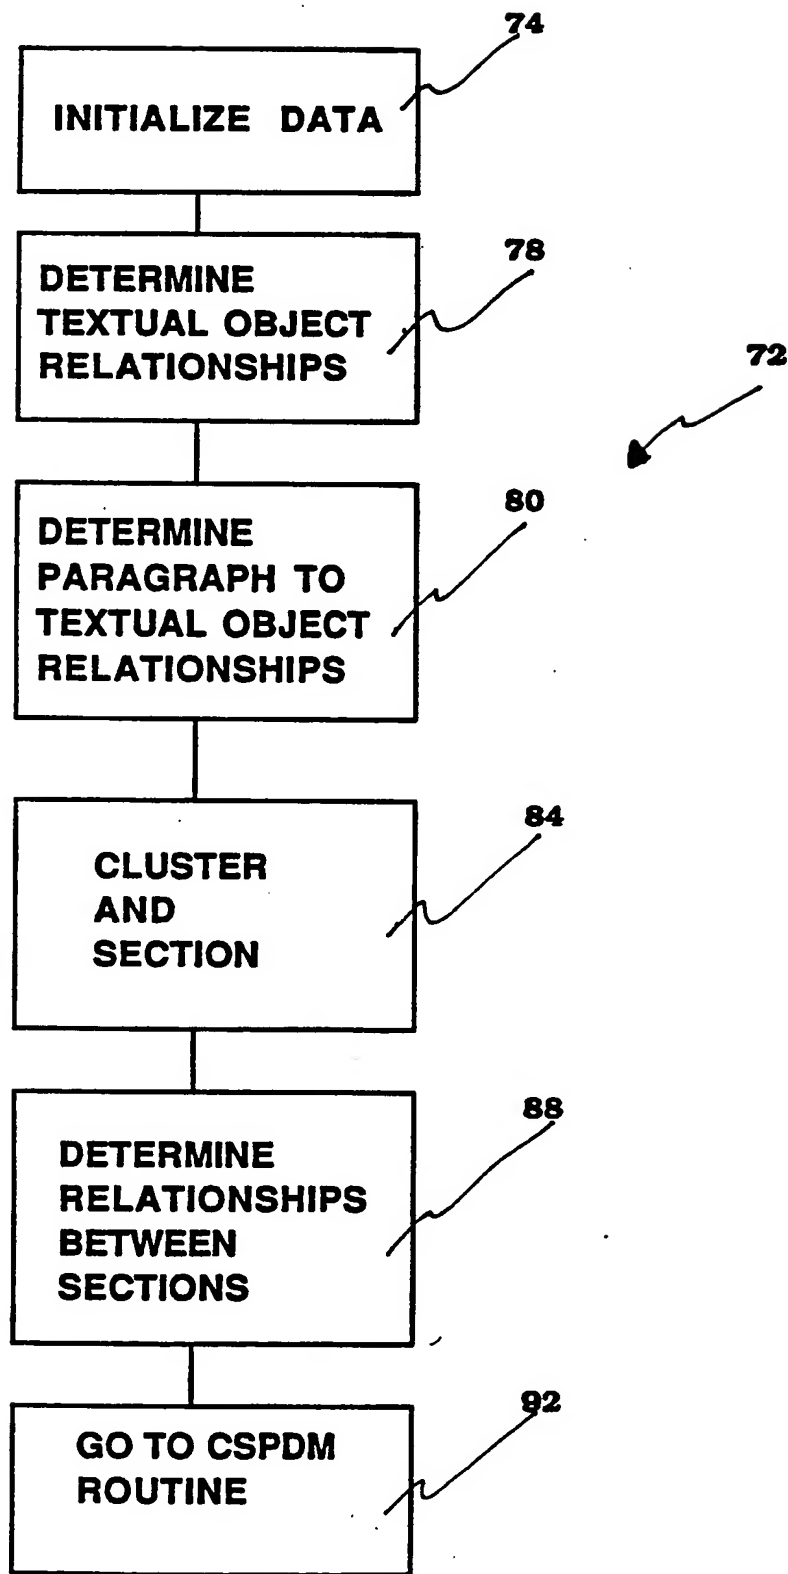 74
INITIALIZE DATA
78
DETERMINE
TEXTUAL OBJECT
RELATIONSHIPS
72
80
DETERMINE
PARAGRAPH TO
TEXTUAL OBJECT
RELATIONSHIPS
84
CLUSTER
AND
SECTION
88
DETERMINE
RELATIONSHIPS
BETWEEN
SECTIONS
92
GO TO CSPDM
ROUTINE